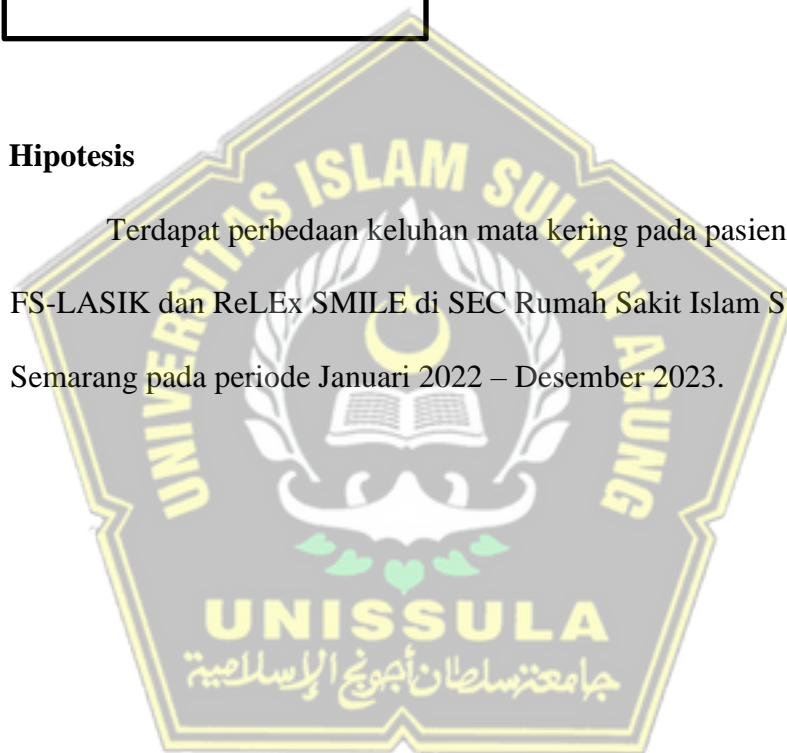 Hipotesis
Terdapat perbedaan keluhan mata kering pada pasien
FS-LASIK dan ReLEx SMILE di SEC Rumah Sakit Islam S
Semarang pada periode Januari 2022 – Desember 2023.
UNIVERSITAS ISLAM SULTAN AGUNG
UNISSULA
جامعة سلطان أجونج الإسلامية